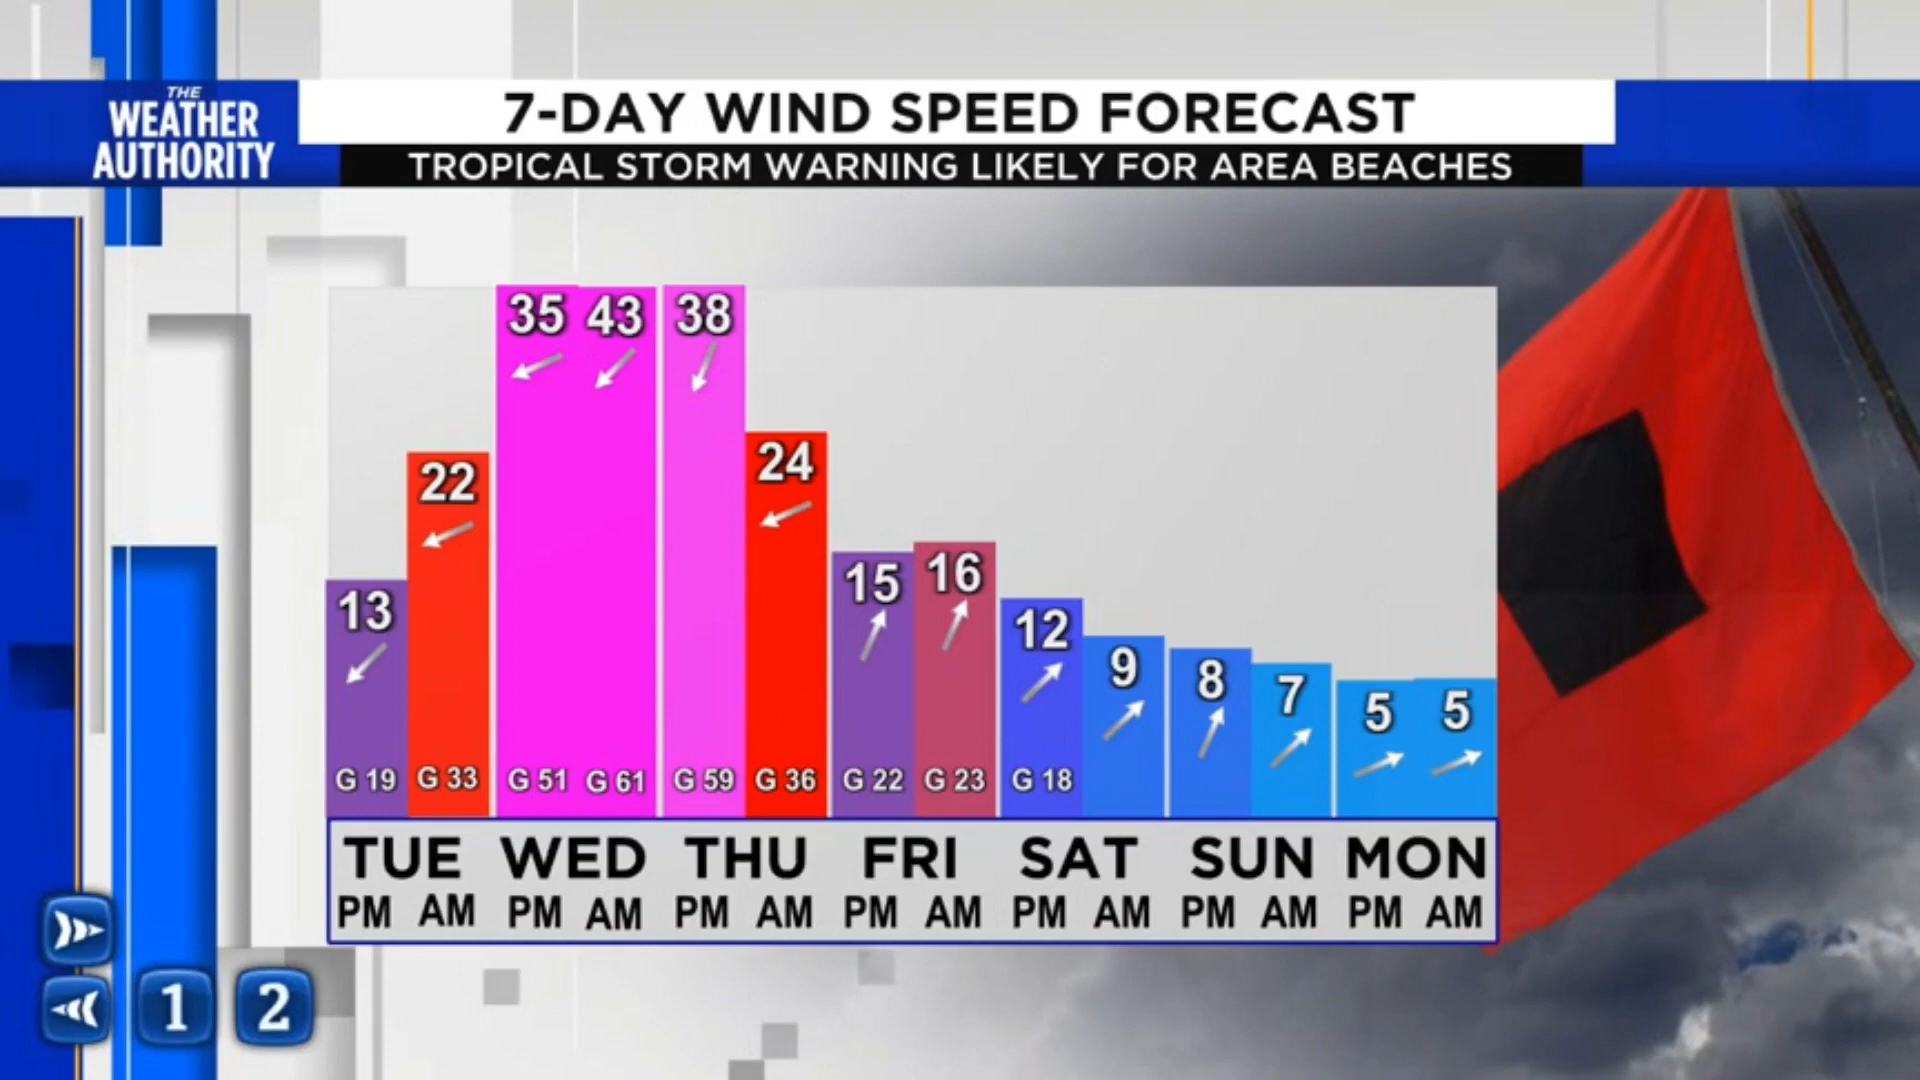 THE
WEATHER
AUTHORITY
7-DAY WIND SPEED FORECAST
TROPICAL STORM WARNING LIKELY FOR AREA BEACHES
35 43 38
22 24
13 15 16
12 9 8 7 5 5
G 19 G 33 G 51 G 61 G 59 G 36 G 22 G 23 G 18
TUE WED THU FRI SAT SUN MON
PM AM PM AM PM AM PM AM PM AM PM AM PM AM
1 2